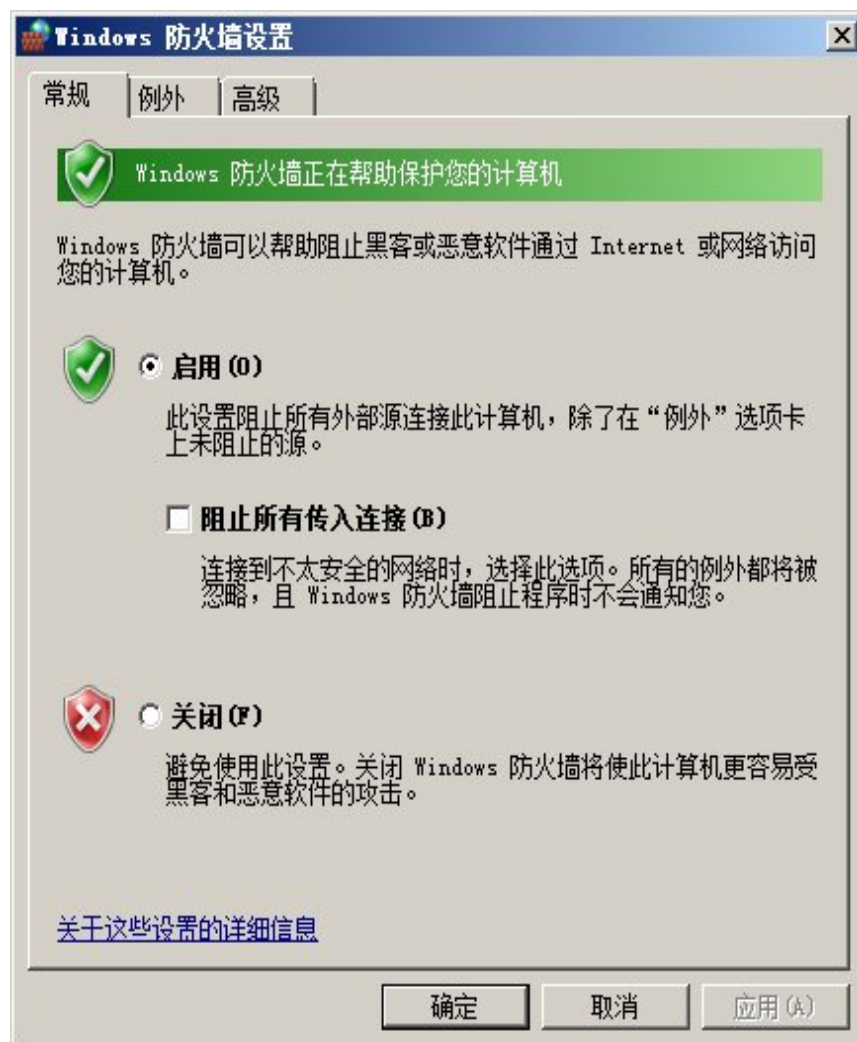 Windows 防火墙设置
常规
例外
高级
Windows 防火墙正在帮助保护您的计算机
Windows 防火墙可以帮助阻止黑客或恶意软件通过 Internet 或网络访问
您的计算机。
启用(O)
此设置阻止所有外部源连接此计算机，除了在“例外”选项卡
上未阻止的源。
阻止所有传入连接(B)
连接到不太安全的网络时，选择此选项。所有的例外都将被
忽略，且 Windows 防火墙阻止程序时不会通知您。
关闭(F)
避免使用此设置。关闭 Windows 防火墙将使此计算机更容易受
黑客和恶意软件的攻击。
关于这些设置的详细信息
确定
取消
应用(A)